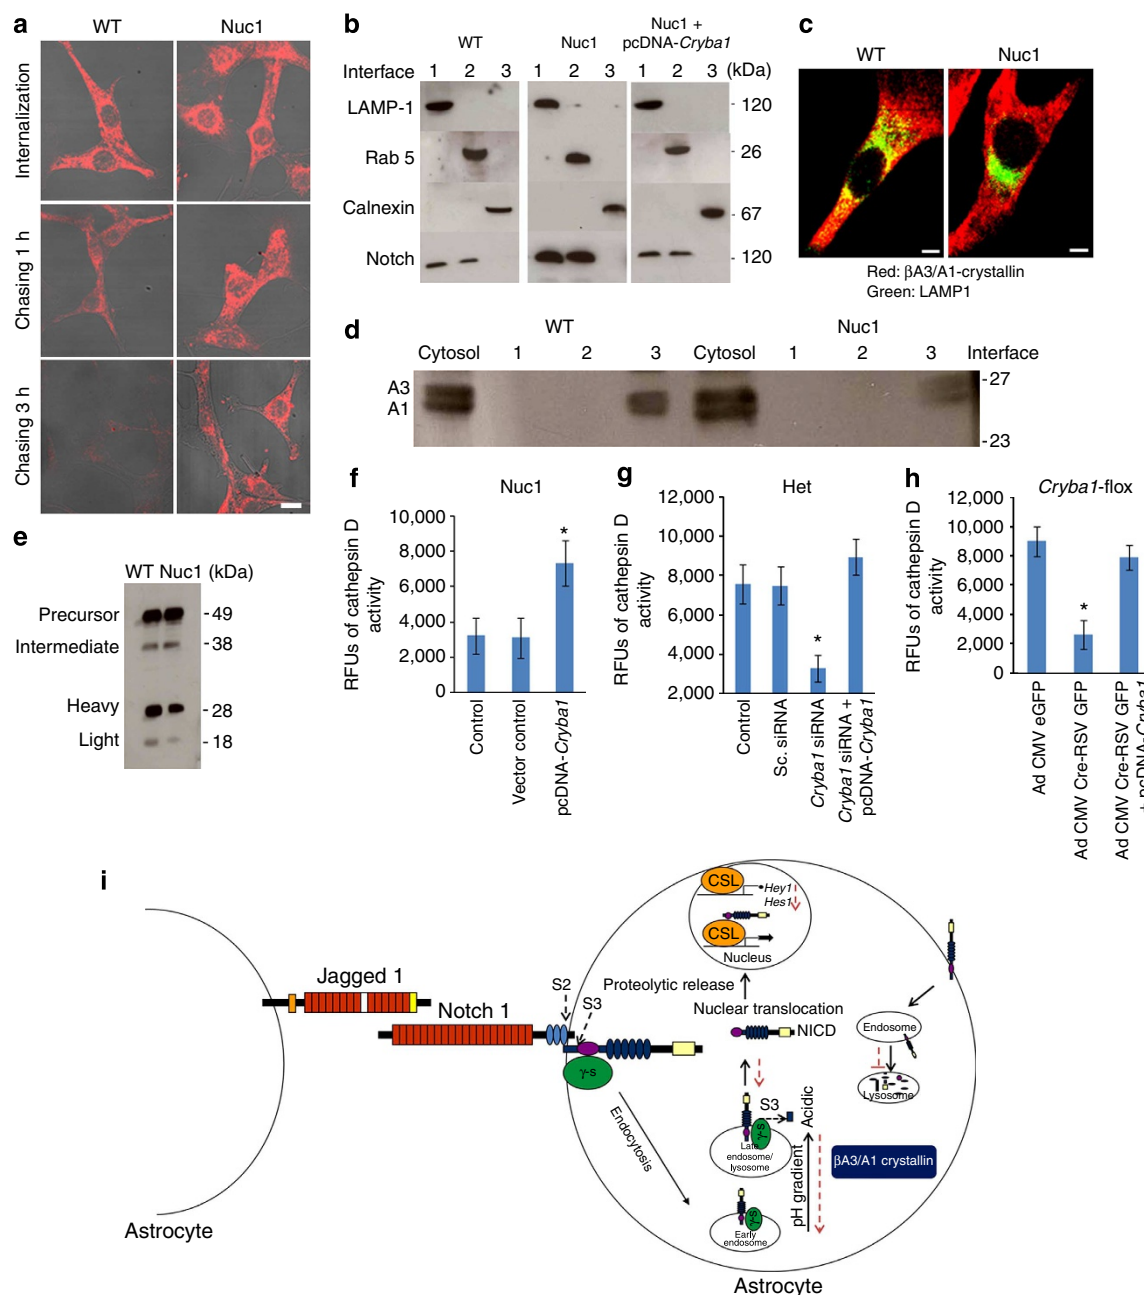 a
WT Nuc1
Internalization
Chasing 1 h
Chasing 3 h
b
WT Nuc1 Nuc1 + pcDNA-Cryba1
Interface 1 2 3 1 2 3 1 2 3 (kDa)
LAMP-1 - 120
Rab 5 - 26
Calnexin - 67
Notch - 120
c
WT Nuc1
Red: βA3/A1-crystallin
Green: LAMP1
d
WT Nuc1
Cytosol 1 2 3 Cytosol 1 2 3 Interface
A3
A1
-27
-23
e
WT Nuc1 (kDa)
Precursor - 49
Intermediate - 38
Heavy - 28
Light - 18
f
Nuc1
RFUs of cathepsin D activity
10,000
8,000
6,000
4,000
2,000
0
*
Control
Vector control
pcDNA-Cryba1
g
Het
RFUs of cathepsin D activity
12,000
10,000
8,000
6,000
4,000
2,000
*
Control
Sc. siRNA
Cryba1 siRNA
Cryba1 siRNA + pcDNA-Cryba1
h
Cryba1-flox
RFUs of cathepsin D activity
12,000
10,000
8,000
6,000
4,000
2,000
0
*
Ad CMV eGFP
Ad CMV Cre-RSV GFP
Ad CMV Cre-RSV GFP + pcDNA-Cryba1
i
Jagged 1
Notch 1
S2
S3
γ-s
Endocytosis
Astrocyte
CSL
Hey1
Hes1
CSL
Nucleus
Proteolytic release
Nuclear translocation
NICD
S3
γ-s
Late endosome/ lysosome
Acidic
pH gradient
γ-s
Early endosome
Endosome
Lysosome
βA3/A1 crystallin
Astrocyte